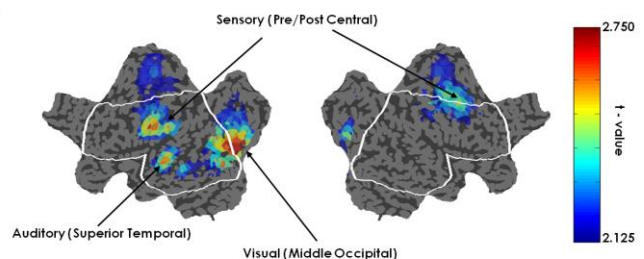 Sensory (Pre/Post Central)
2.750
t - value
2.125
Auditory (Superior Temporal)
Visual (Middle Occipital)